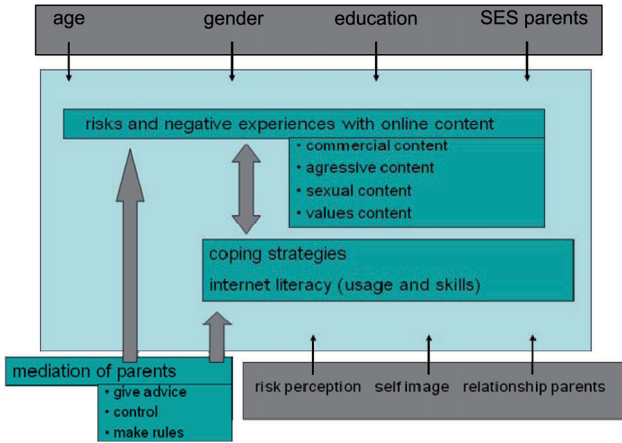 age gender education SES parents
risks and negative experiences with online content
• commercial content
• agressive content
• sexual content
• values content
coping strategies
internet literacy (usage and skills)
mediation of parents
• give advice
• control
• make rules
risk perception self image relationship parents